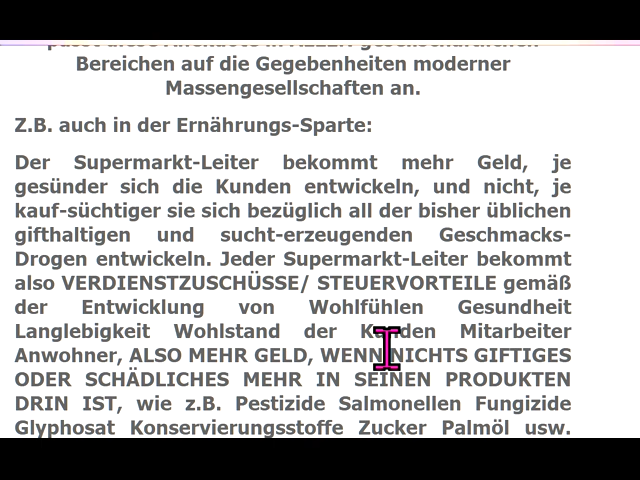 Bereichen auf die Gegebenheiten moderner
Massengesellschaften an.
Z.B. auch in der Ernährungs-Sparte:
Der Supermarkt-Leiter bekommt mehr Geld, je
gesünder sich die Kunden entwickeln, und nicht, je
kauf-süchtiger sie sich bezüglich all der bisher üblichen
gifthaltigen und sucht-erzeugenden Geschmacks-
Drogen entwickeln. Jeder Supermarkt-Leiter bekommt
also VERDIENSTZUSCHÜSSE/ STEUERVORTEILE gemäß
der Entwicklung von Wohlfühlen Gesundheit
Langlebigkeit Wohlstand der Kunden Mitarbeiter
Anwohner, ALSO MEHR GELD, WENN NICHTS GIFTIGES
ODER SCHÄDLICHES MEHR IN SEINEN PRODUKTEN
DRIN IST, wie z.B. Pestizide Salmonellen Fungizide
Glyphosat Konservierungsstoffe Zucker Palmöl usw.